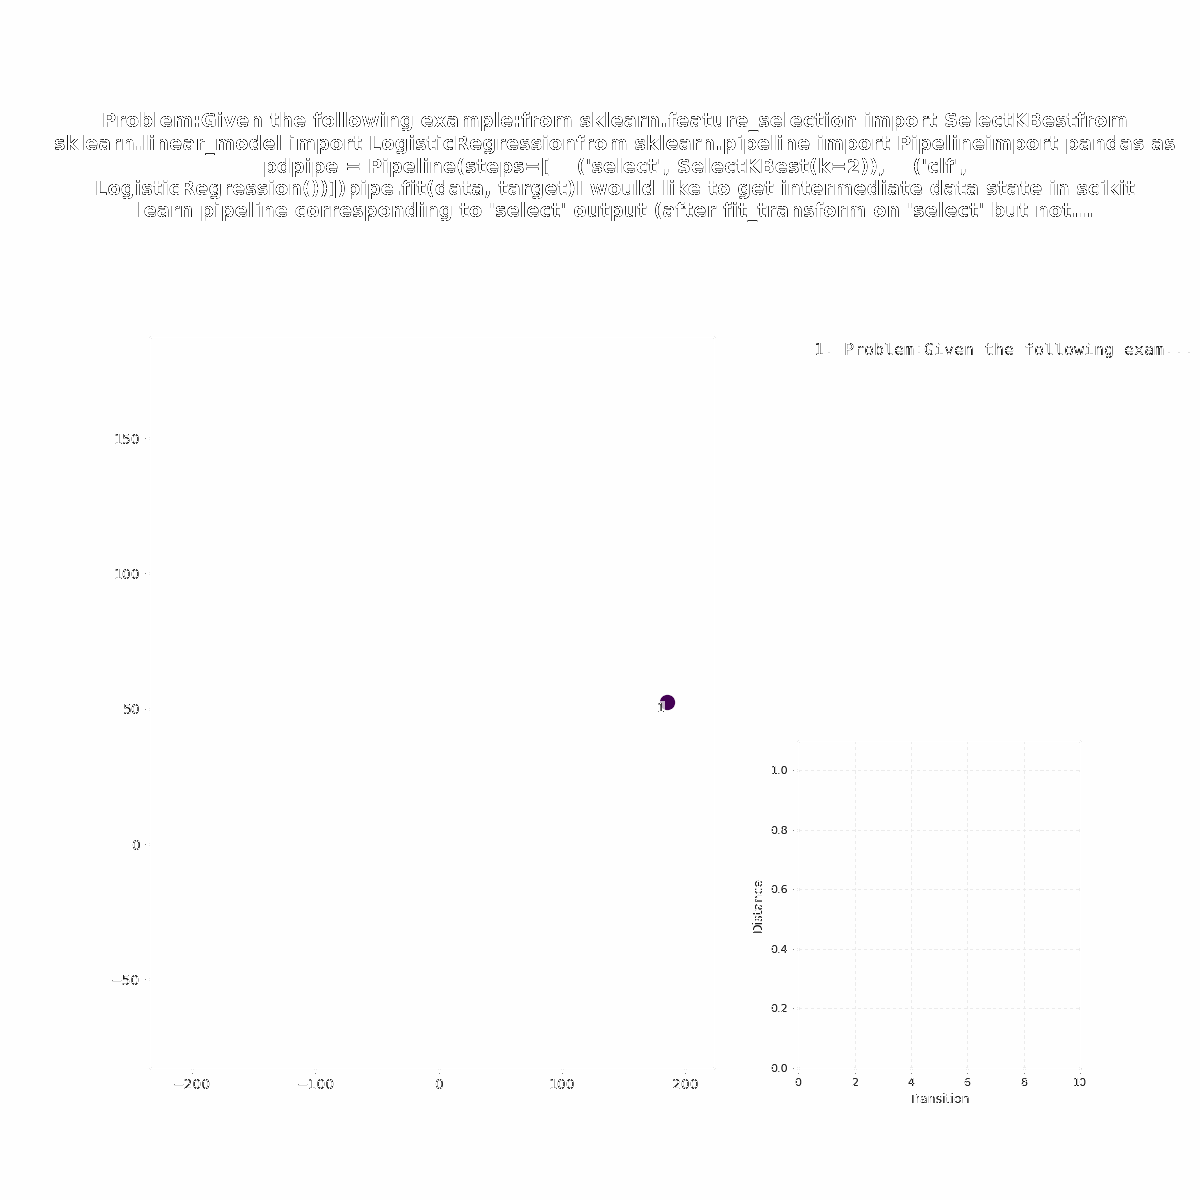 Problem:Given the following example:from sklearn.feature_selection import SelectKBestfrom
sklearn.linear_model import LogisticRegressionfrom sklearn.pipeline import Pipelineimport pandas as
pdpipe = Pipeline(steps=[    ('select', SelectKBest(k=2)),    ('clf',
LogisticRegression())])pipe.fit(data, target)I would like to get intermediate data state in scikit
learn pipeline corresponding to 'select' output (after fit_transform on 'select' but not...
1. Problem:Given the following exam...
150
100
50
0
−50
−200
−100
0
100
200
1
1.0
0.8
0.6
0.4
0.2
0.0
Distance
0
2
4
6
8
10
Transition